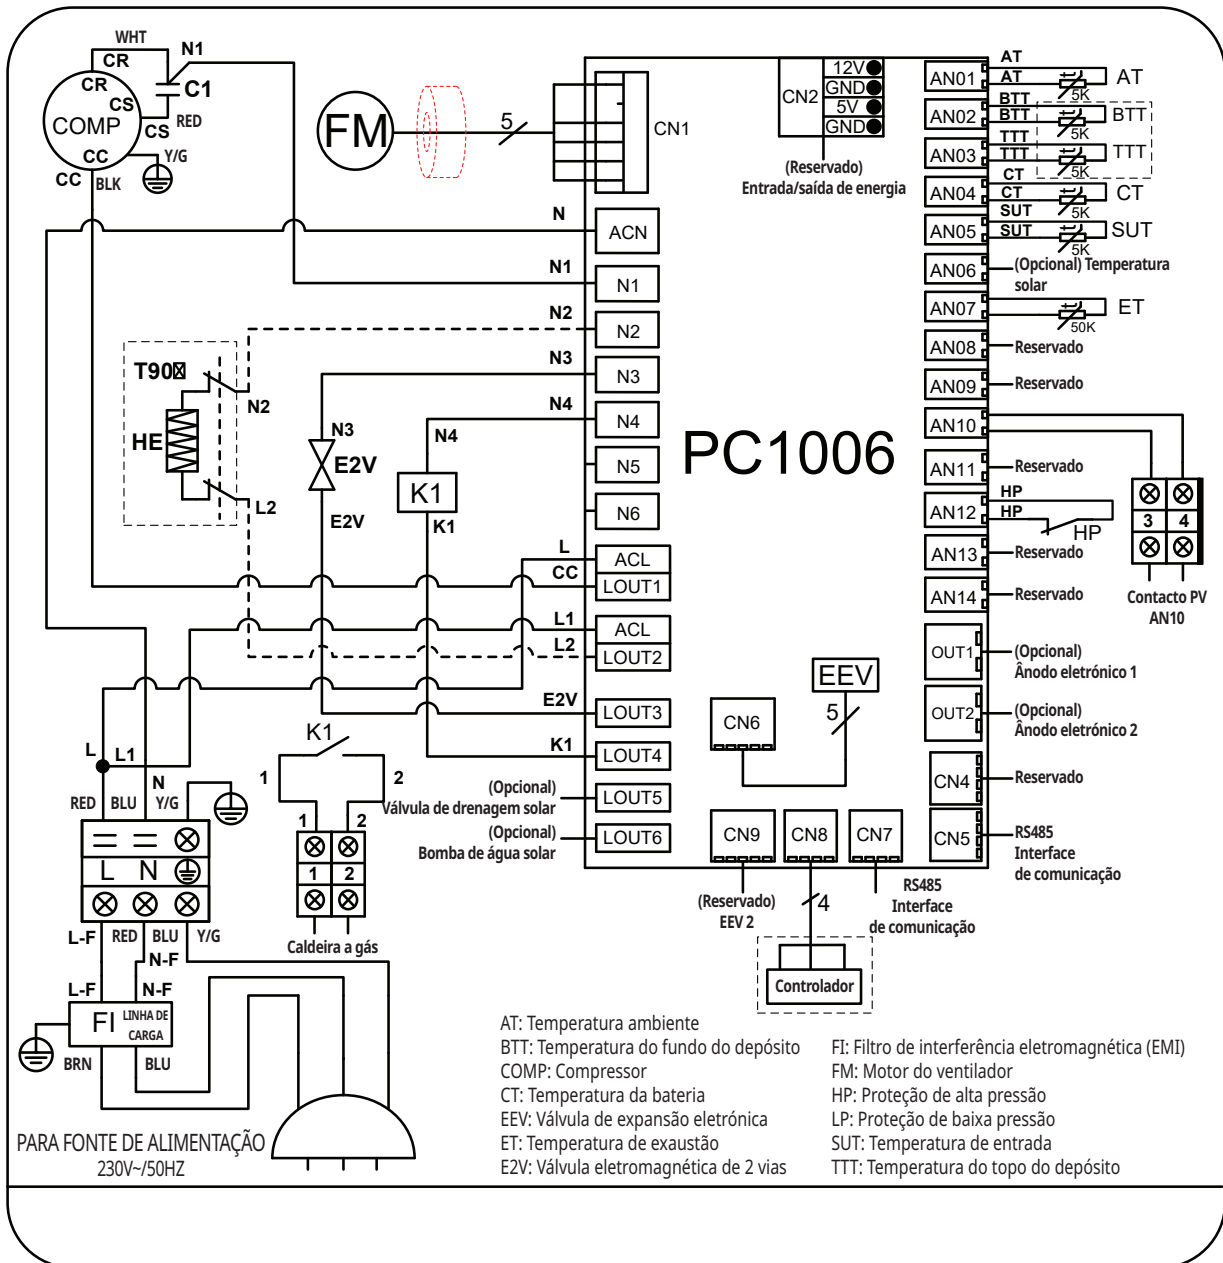 WHT
CR
N1
CR
CS
C1
COMP
CS
RED
CC
Y/G
CC
BLK
FM
5
CN1
CN2
12V
GND
5V
GND
(Reservado)
Entrada/saída de energia
PC1006
AN01
AT
AT
5K
AT
AN02
BTT
BTT
5K
BTT
AN03
TTT
TTT
5K
TTT
AN04
CT
CT
5K
CT
AN05
SUT
SUT
5K
SUT
AN06
(Opcional) Temperatura
solar
AN07
50K
ET
AN08
Reservado
AN09
Reservado
AN10
AN11
Reservado
AN12
HP
HP
HP
AN13
Reservado
AN14
Reservado
3
4
Contacto PV
AN10
OUT1
(Opcional)
Ânodo eletrónico 1
OUT2
(Opcional)
Ânodo eletrónico 2
CN4
Reservado
CN5
RS485
Interface
de comunicação
N
ACN
N1
N1
N2
N2
N3
N3
N4
N4
N5
N6
L
ACL
CC
LOUT1
L1
ACL
L2
LOUT2
E2V
LOUT3
K1
LOUT4
(Opcional)
Válvula de drenagem solar
LOUT5
(Opcional)
Bomba de água solar
LOUT6
T90
HE
N2
L2
N3
E2V
E2V
N4
K1
K1
EEV
5
CN6
CN9
CN8
CN7
(Reservado)
EEV 2
4
RS485
Interface
de comunicação
Controlador
L
L1
N
RED
BLU
Y/G
L
N
L-F
RED
BLU
Y/G
N-F
L-F
N-F
FI
LINHA DE
CARGA
BRN
BLU
K1
1
2
1
2
1
2
Caldeira a gás
PARA FONTE DE ALIMENTAÇÃO
230V~/50HZ
AT: Temperatura ambiente
BTT: Temperatura do fundo do depósito
COMP: Compressor
CT: Temperatura da bateria
EEV: Válvula de expansão eletrónica
ET: Temperatura de exaustão
E2V: Válvula eletromagnética de 2 vias
FI: Filtro de interferência eletromagnética (EMI)
FM: Motor do ventilador
HP: Proteção de alta pressão
LP: Proteção de baixa pressão
SUT: Temperatura de entrada
TTT: Temperatura do topo do depósito